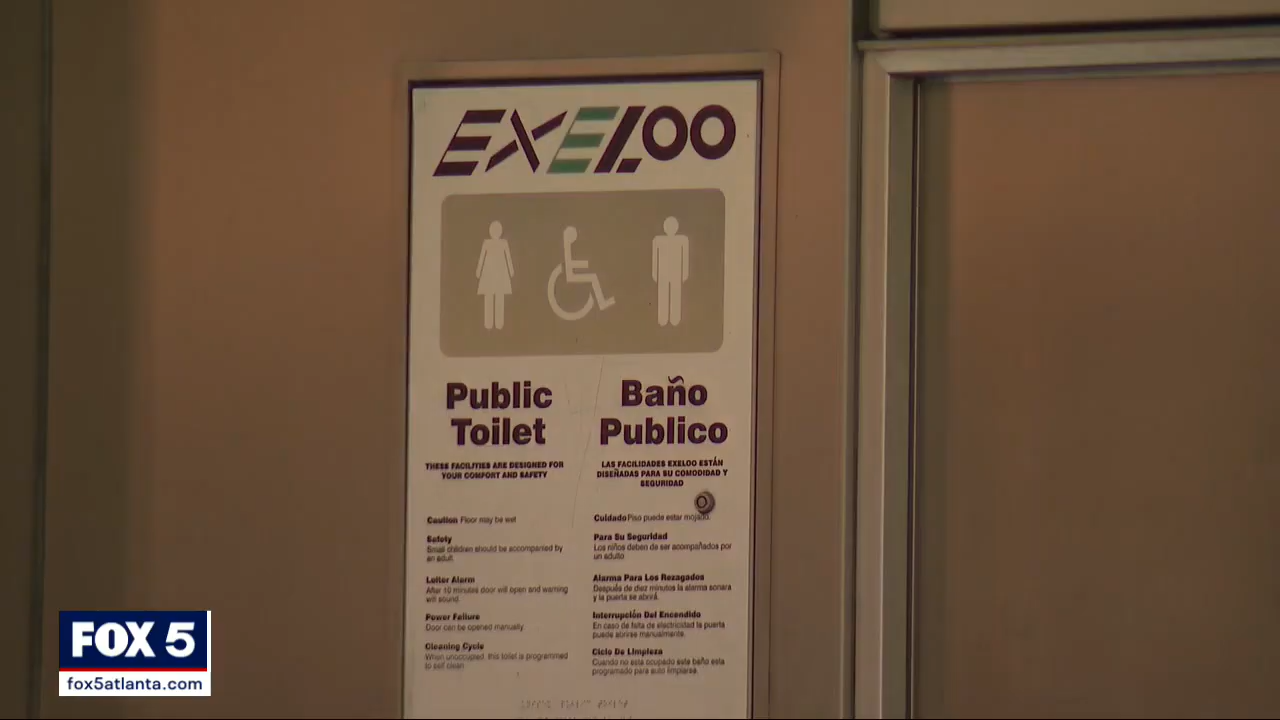 EXELOO
Public
Toilet
THESE FACILITIES ARE DESIGNED FOR
YOUR COMFORT AND SAFETY
Caution Floor may be wet
Safety
Small children should be accompanied by
an adult.
Loiter Alarm
After 10 minutes door will open and warning
will sound.
Power Failure
Door can be opened manually.
Cleaning Cycle
When unoccupied, this toilet is programmed
to self clean.
Baño
Publico
LAS FACILIDADES EXELOO ESTÁN
DISEÑADAS PARA SU COMODIDAD Y
SEGURIDAD
Cuidado Piso puede estar mojado.
Para Su Seguridad
Los niños deben de ser acompañados por
un adulto
Alarma Para Los Rezagados
Después de diez minutos la alarma sonara
y la puerta se abrirá.
Interrupción Del Encendido
En caso de falta de electricidad la puerta
puede abrirse manualmente.
Ciclo De Limpieza
Cuando no esta ocupado este baño esta
programado para auto limpiarse.
FOX 5
fox5atlanta.com